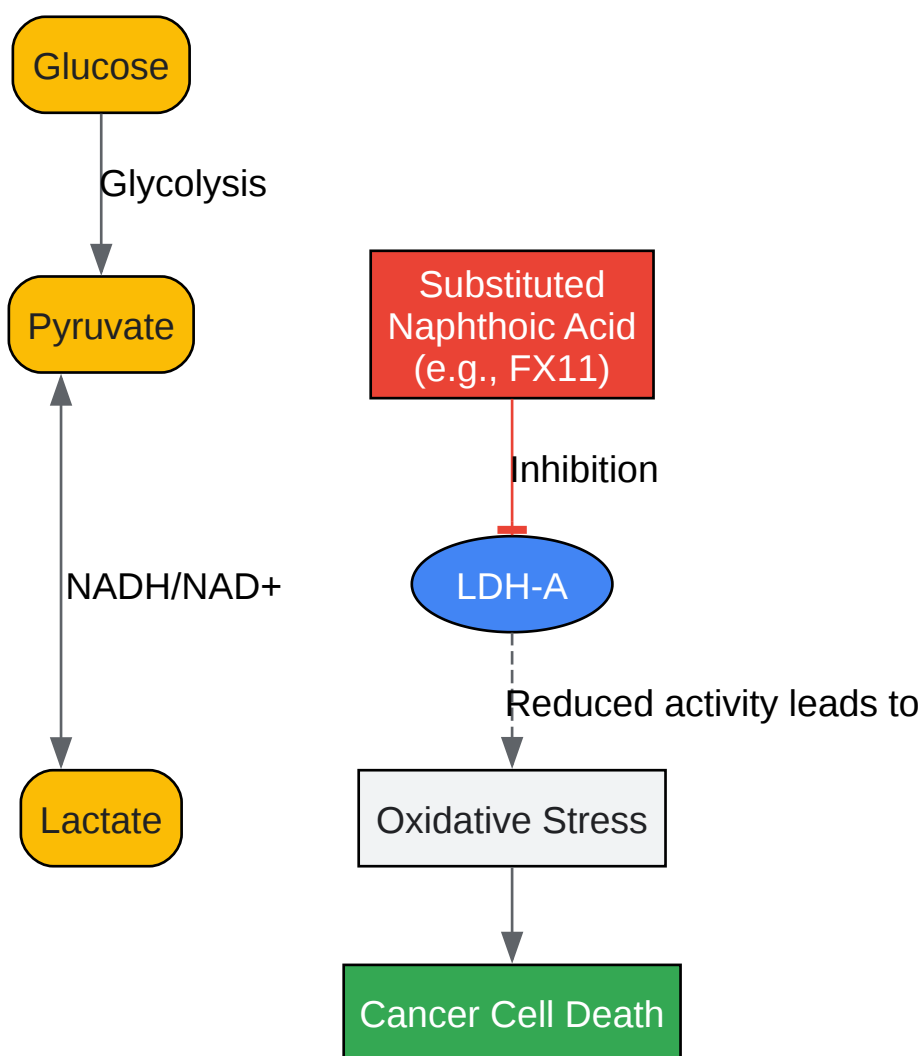 Glucose
Glycolysis
Pyruvate
NADH/NAD+
Lactate
Substituted
Naphthoic Acid
(e.g., FX11)
Inhibition
LDH-A
Reduced activity leads to
Oxidative Stress
Cancer Cell Death